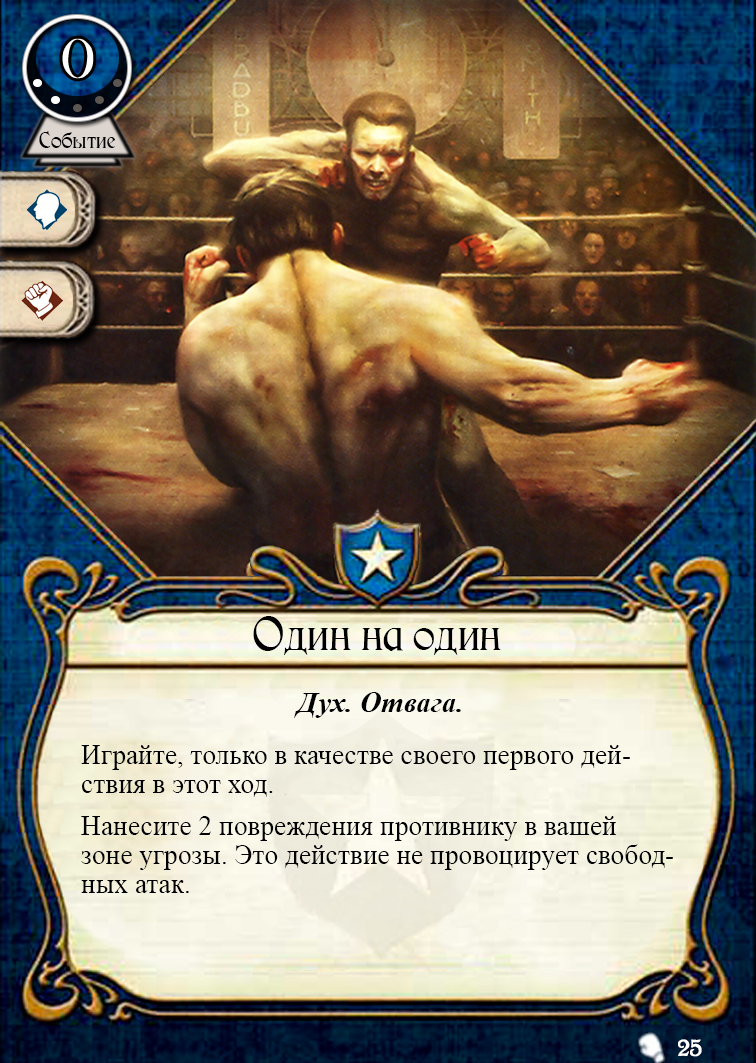 0
Событие
Один на один
Дух. Отвага.
Играйте, только в качестве своего первого дей-
ствия в этот ход.
Нанесите 2 повреждения противнику в вашей
зоне угрозы. Это действие не провоцирует свобод-
ных атак.
25